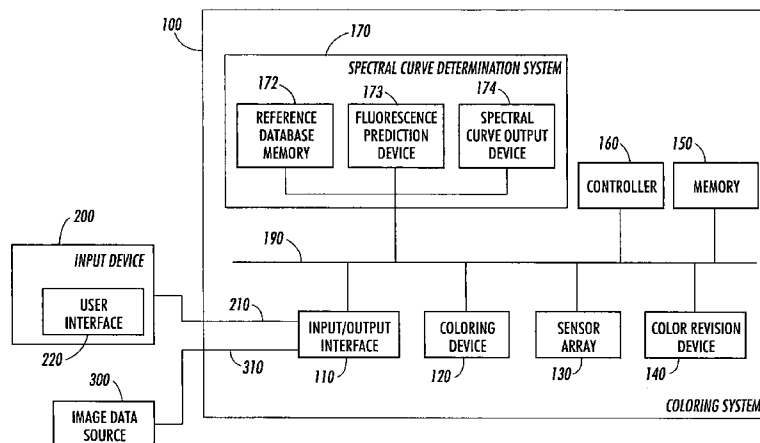 100
170
SPECTRAL CURVE DETERMINATION SYSTEM
172
173
174
REFERENCE
DATABASE
MEMORY
FLUORESCENCE
PREDICTION
DEVICE
SPECTRAL
CURVE OUTPUT
DEVICE
160
150
CONTROLLER
MEMORY
200
INPUT DEVICE
USER
INTERFACE
220
190
210
310
INPUT/OUTPUT
INTERFACE
110
COLORING
DEVICE
120
SENSOR
ARRAY
130
COLOR REVISION
DEVICE
140
300
IMAGE DATA
SOURCE
COLORING SYSTEM